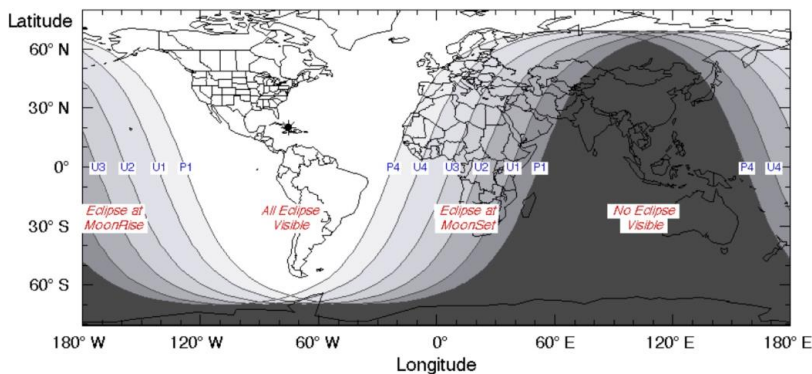 Latitude
60° N
30° N
0°
30° S
60° S
U3 U2 U1 P1 P4 U4 U3 U2 U1 P1 P4 U4
Eclipse at
MoonRise
All Eclipse
Visible
Eclipse at
MoonSet
No Eclipse
Visible
180° W 120° W 60° W 0° 60° E 120° E 180° E
Longitude